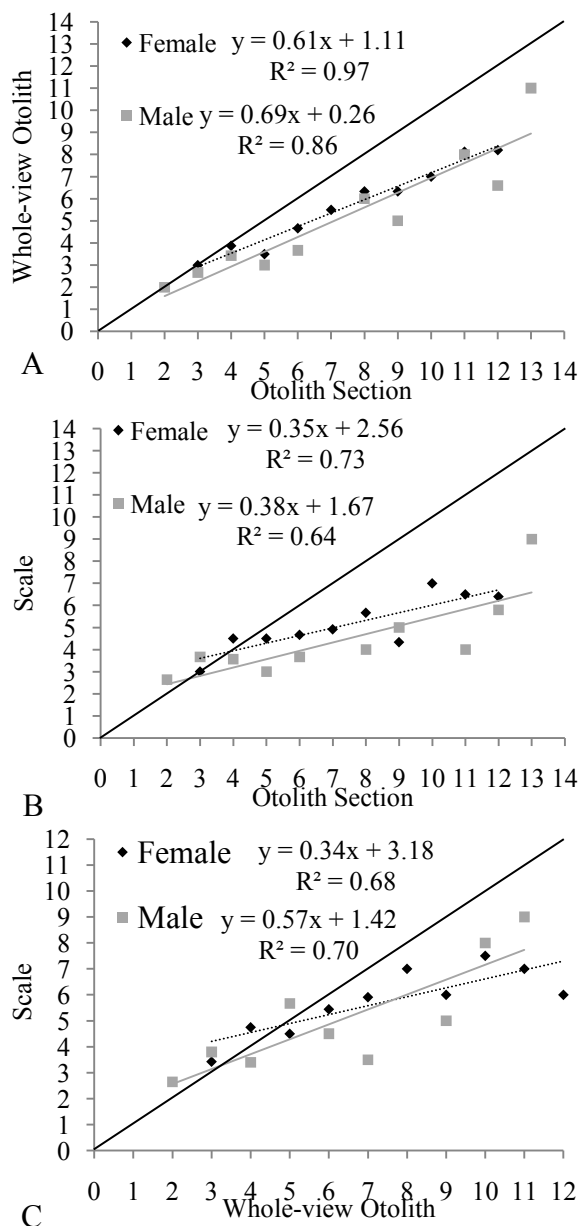 14
13
12
11
10
9
8
7
6
5
4
3
2
1
0
Whole-view Otolith
Female y = 0.61x + 1.11
R² = 0.97
Male y = 0.69x + 0.26
R² = 0.86
0 1 2 3 4 5 6 7 8 9 10 11 12 13 14
Otolith Section
A
14
13
12
11
10
9
8
7
6
5
4
3
2
1
0
Scale
Female y = 0.35x + 2.56
R² = 0.73
Male y = 0.38x + 1.67
R² = 0.64
0 1 2 3 4 5 6 7 8 9 10 11 12 13 14
Otolith Section
B
12
11
10
9
8
7
6
5
4
3
2
1
0
Scale
Female y = 0.34x + 3.18
R² = 0.68
Male y = 0.57x + 1.42
R² = 0.70
0 1 2 3 4 5 6 7 8 9 10 11 12
Whole-view Otolith
C